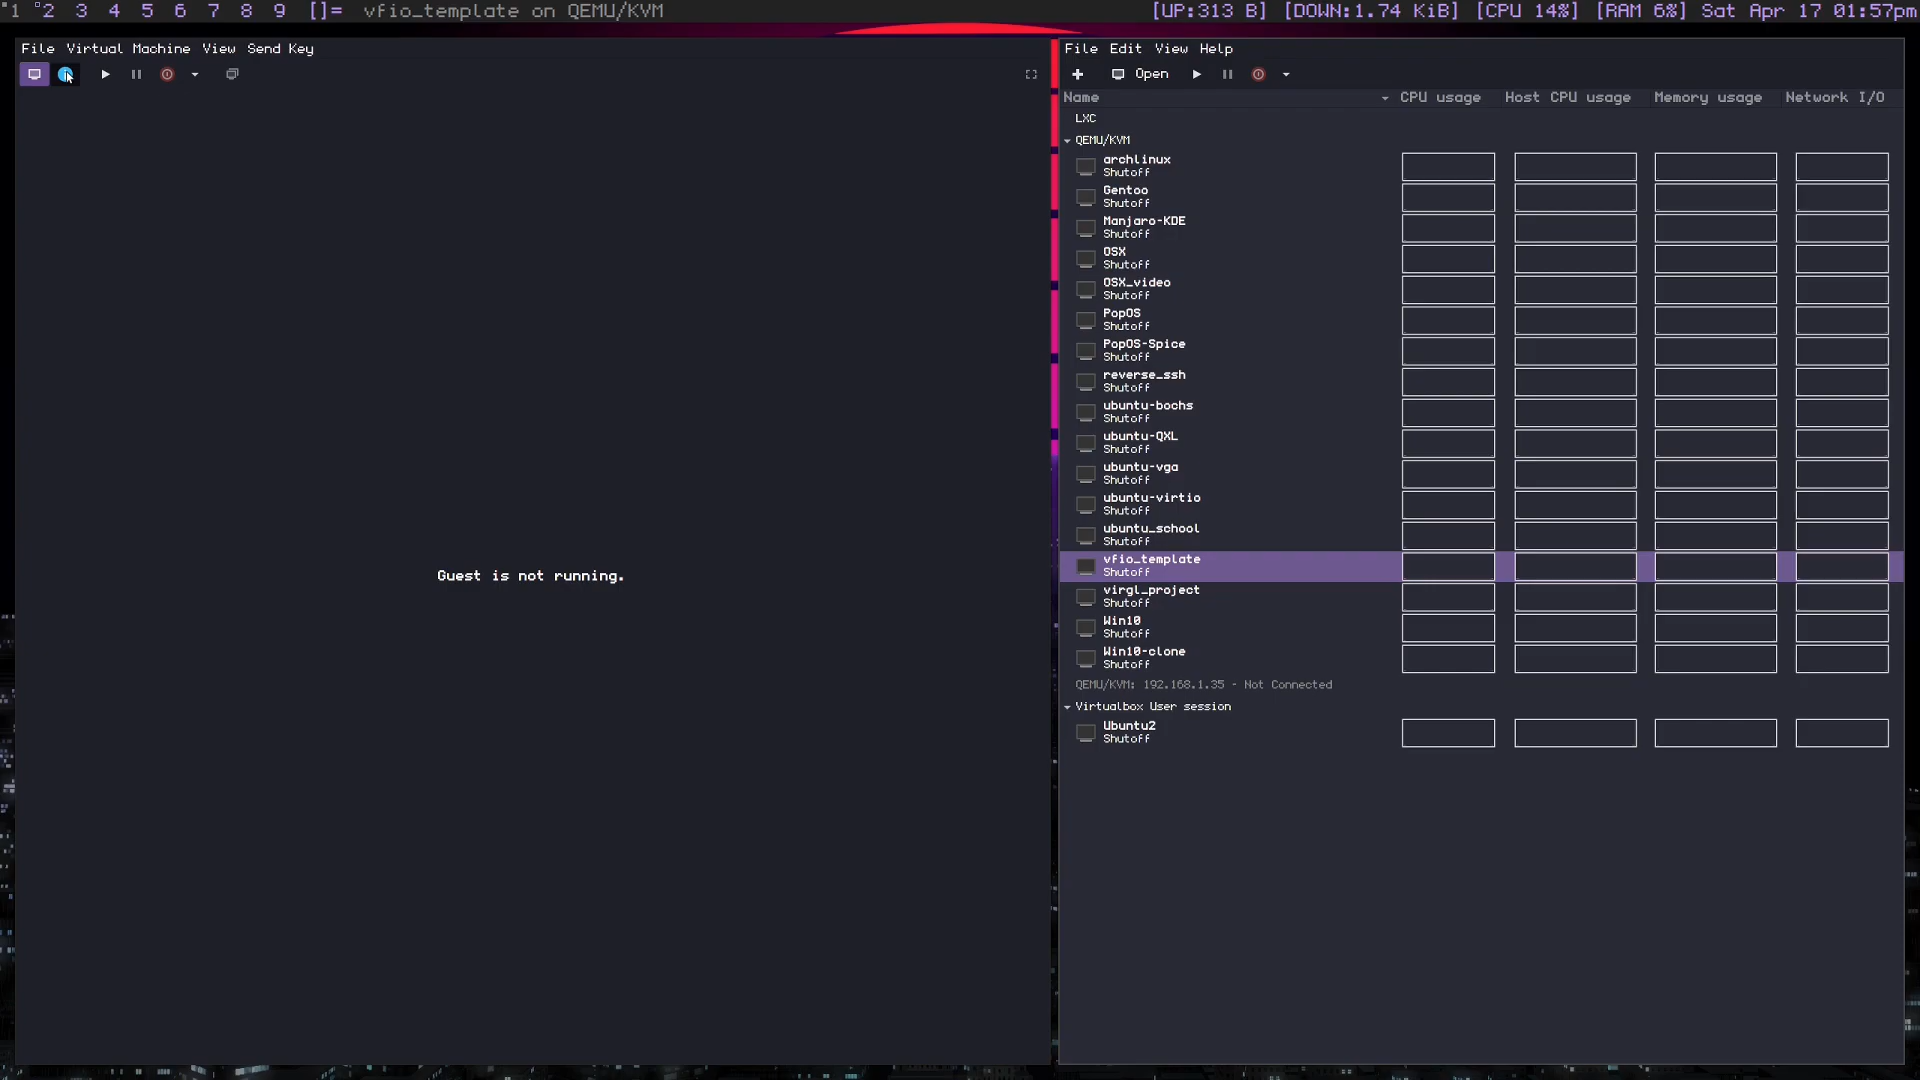 1 2 3 4 5 6 7 8 9 []= vfio_template on QEMU/KVM [UP:313 B] [DOWN:1.74 KiB] [CPU 14%] [RAM 6%] Sat Apr 17 01:57pm
File Virtual Machine View Send Key
Guest is not running.
File Edit View Help
Open
Name CPU usage Host CPU usage Memory usage Network I/O
LXC
QEMU/KVM
archlinux
Shutoff
Gentoo
Shutoff
Manjaro-KDE
Shutoff
OSX
Shutoff
OSX_video
Shutoff
PopOS
Shutoff
PopOS-Spice
Shutoff
reverse_ssh
Shutoff
ubuntu-bochs
Shutoff
ubuntu-QXL
Shutoff
ubuntu-vga
Shutoff
ubuntu-virtio
Shutoff
ubuntu_school
Shutoff
vfio_template
Shutoff
virgl_project
Shutoff
Win10
Shutoff
Win10-clone
Shutoff
QEMU/KVM: 192.168.1.35 - Not Connected
Virtualbox User session
Ubuntu2
Shutoff